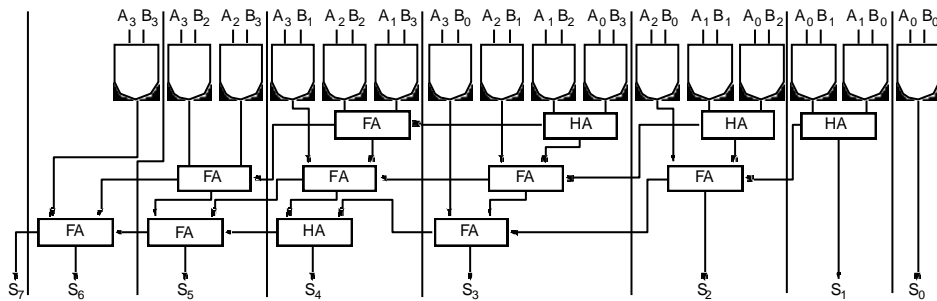 A3 B3 A3 B2 A2 B3 A3 B1 A2 B2 A1 B3 A3 B0 A2 B1 A1 B2 A0 B3 A2 B0 A1 B1 A0 B2 A0 B1 A1 B0 A0 B0
FA HA HA HA
FA FA FA FA
FA FA HA FA
S7 S6 S5 S4 S3 S2 S1 S0